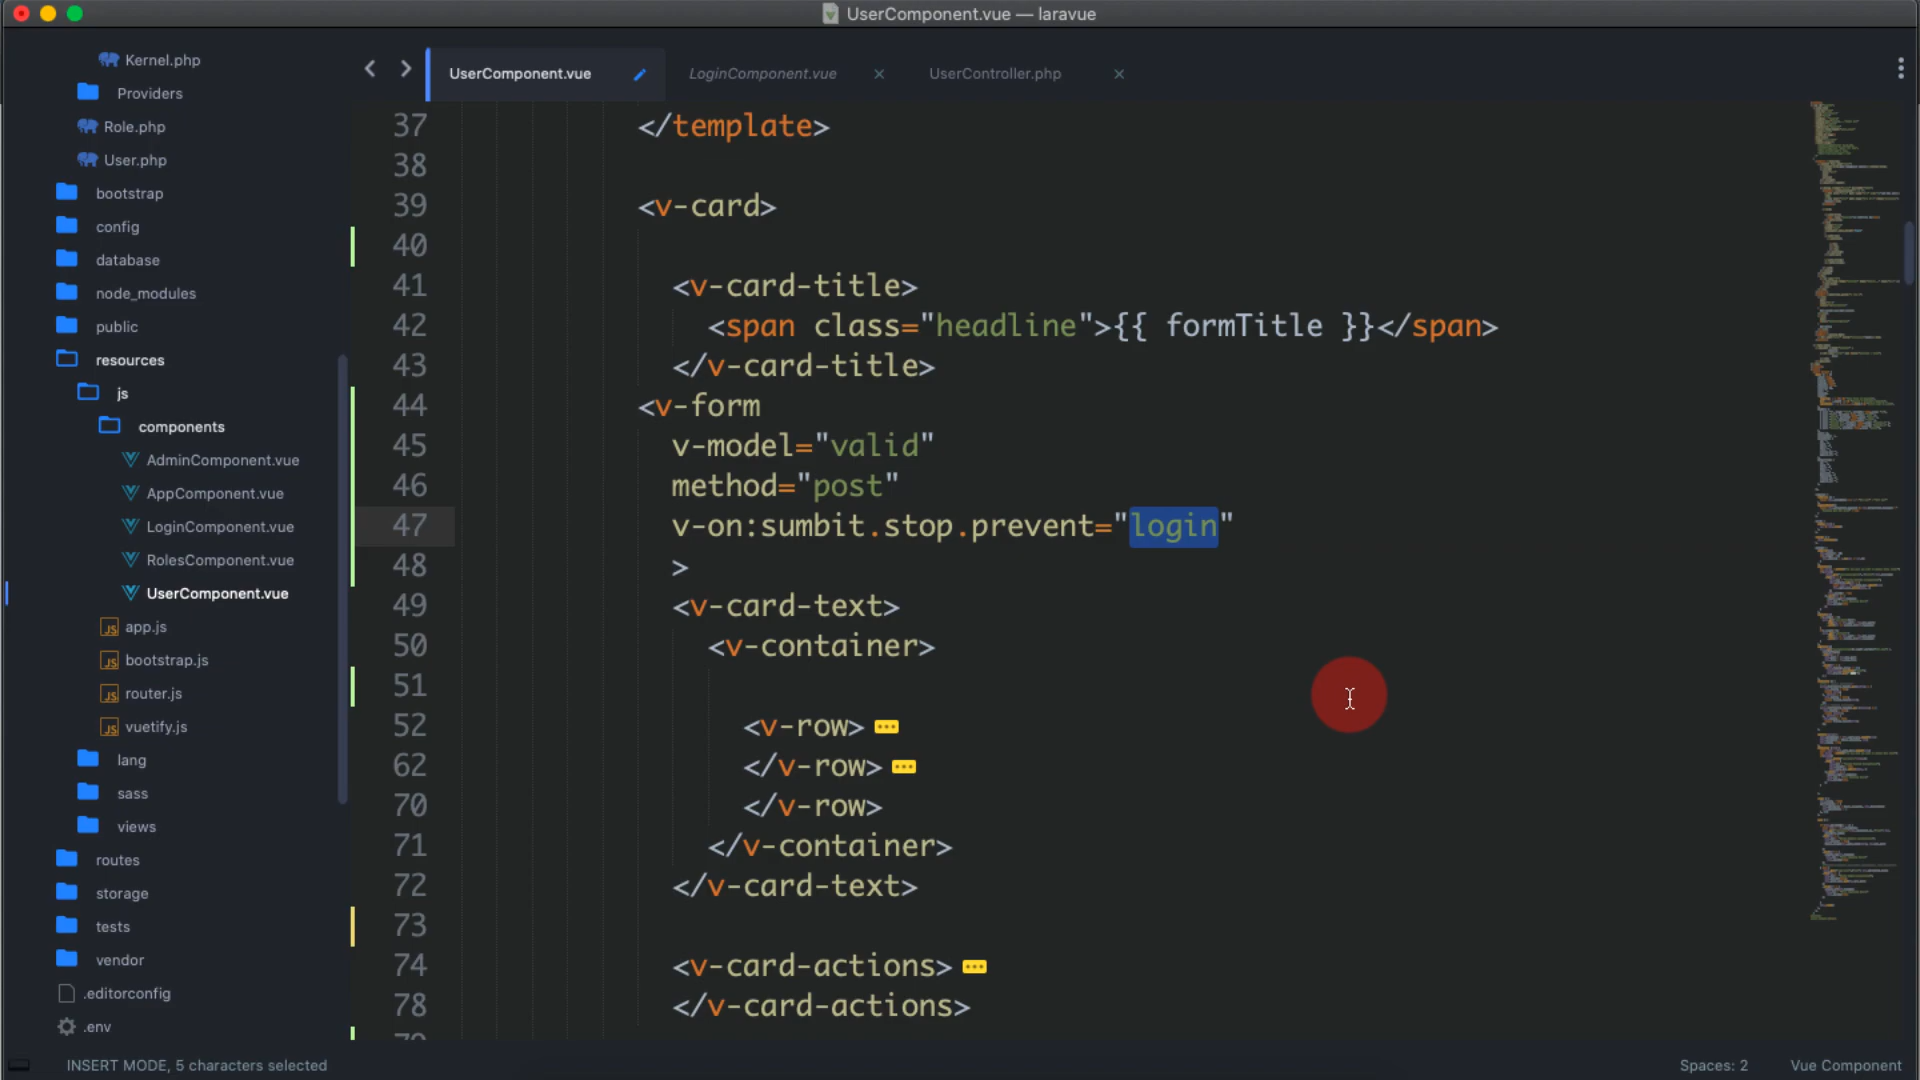 UserComponent.vue — laravue
Kernel.php
Providers
Role.php
User.php
bootstrap
config
database
node_modules
public
resources
js
components
AdminComponent.vue
AppComponent.vue
LoginComponent.vue
RolesComponent.vue
UserComponent.vue
JS app.js
JS bootstrap.js
JS router.js
JS vuetify.js
lang
sass
views
routes
storage
tests
vendor
.editorconfig
.env
UserComponent.vue
LoginComponent.vue
UserController.php
37 </template>
38
39 <v-card>
40
41 <v-card-title>
42 <span class="headline">{{ formTitle }}</span>
43 </v-card-title>
44 <v-form
45 v-model="valid"
46 method="post"
47 v-on:sumbit.stop.prevent="login"
48 >
49 <v-card-text>
50 <v-container>
51
52 <v-row>
62 </v-row>
70 </v-row>
71 </v-container>
72 </v-card-text>
73
74 <v-card-actions>
78 </v-card-actions>
INSERT MODE, 5 characters selected
Spaces: 2
Vue Component